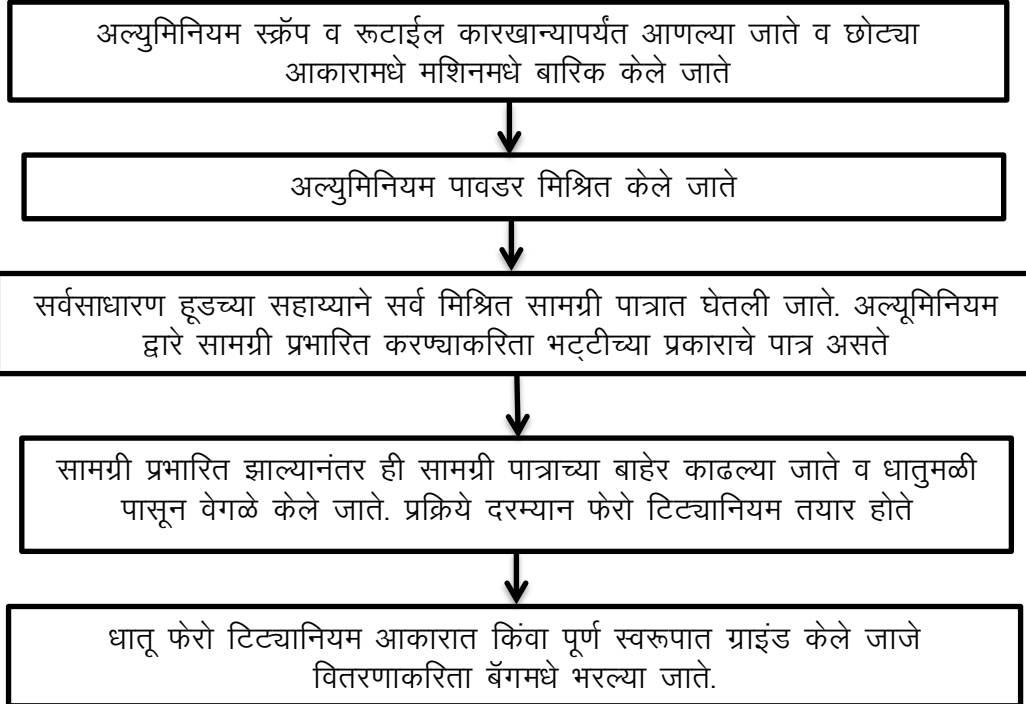 अल्युमिनियम स्क्रॅप व रूटाईल कारखान्यापर्यंत आणल्या जाते व छोट्या
आकारामधे मशिनमधे बारिक केले जाते
अल्युमिनियम पावडर मिश्रित केले जाते
सर्वसाधारण हूडच्या सहाय्याने सर्व मिश्रित सामग्री पात्रात घेतली जाते. अल्यूमिनियम
द्वारे सामग्री प्रभारित करण्याकरिता भट्टीच्या प्रकाराचे पात्र असते
सामग्री प्रभारित झाल्यानंतर ही सामग्री पात्राच्या बाहेर काढल्या जाते व धातुमळी
पासून वेगळे केले जाते. प्रक्रिये दरम्यान फेरो टिट्यानियम तयार होते
धातू फेरो टिट्यानियम आकारात किंवा पूर्ण स्वरूपात ग्राइंड केले जाजे
वितरणाकरिता बॅगमधे भरल्या जाते.